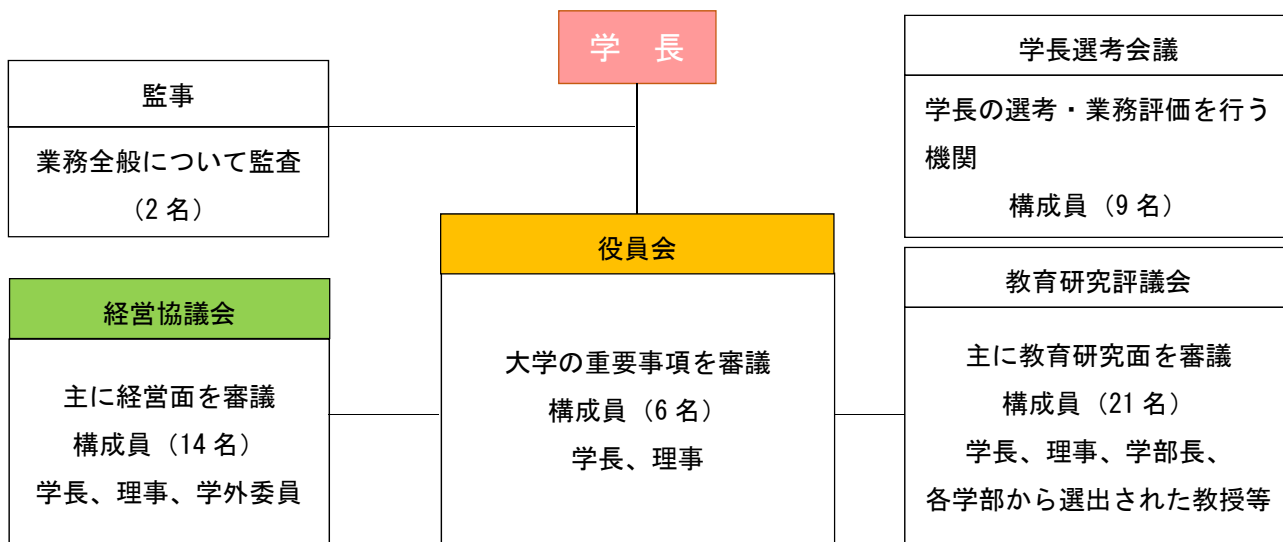 学 長
監事
業務全般について監査
（2 名）
学長選考会議
学長の選考・業務評価を行う
機関
構成員（9 名）
役員会
大学の重要事項を審議
構成員（6 名）
学長、理事
経営協議会
主に経営面を審議
構成員（14 名）
学長、理事、学外委員
教育研究評議会
主に教育研究面を審議
構成員（21 名）
学長、理事、学部長、
各学部から選出された教授等